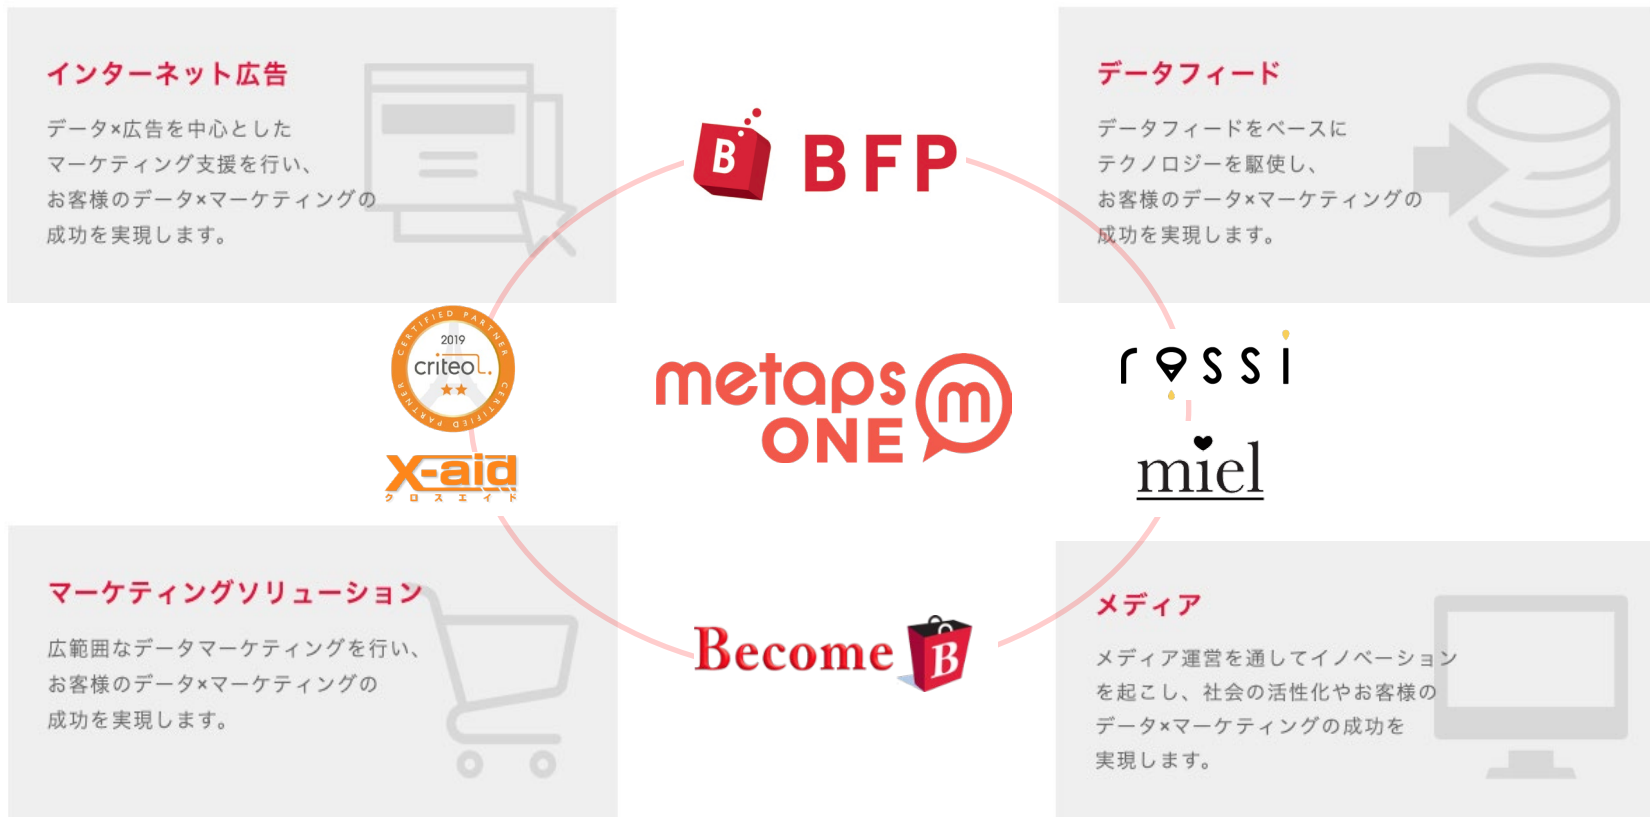 インターネット広告
データ×広告を中心とした
マーケティング支援を行い、
お客様のデータ×マーケティングの
成功を実現します。
B BFP
データフィード
データフィードをベースに
テクノロジーを駆使し、
お客様のデータ×マーケティングの
成功を実現します。
CERTIFIED PARTNER
2019
criteo
CERTIFIED PARTNER
CERTIFIED PARTNER
X-aid
クロスエイド
metaps m
ONE
rossi
miel
マーケティングソリューション
広範囲なデータマーケティングを行い、
お客様のデータ×マーケティングの
成功を実現します。
Become B
メディア
メディア運営を通してイノベーション
を起こし、社会の活性化やお客様の
データ×マーケティングの成功を
実現します。